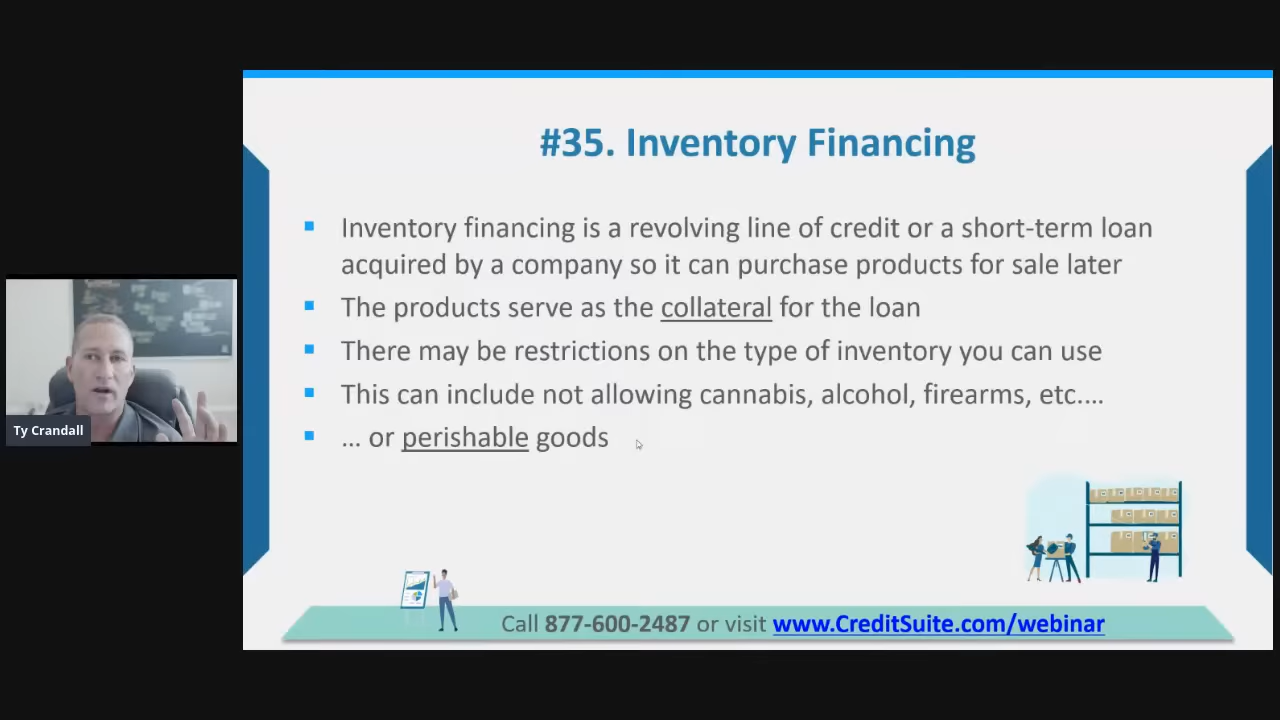 #35. Inventory Financing
Inventory financing is a revolving line of credit or a short-term loan
acquired by a company so it can purchase products for sale later
The products serve as the collateral for the loan
There may be restrictions on the type of inventory you can use
This can include not allowing cannabis, alcohol, firearms, etc.…
… or perishable goods
Ty Crandall
Call 877-600-2487 or visit www.CreditSuite.com/webinar